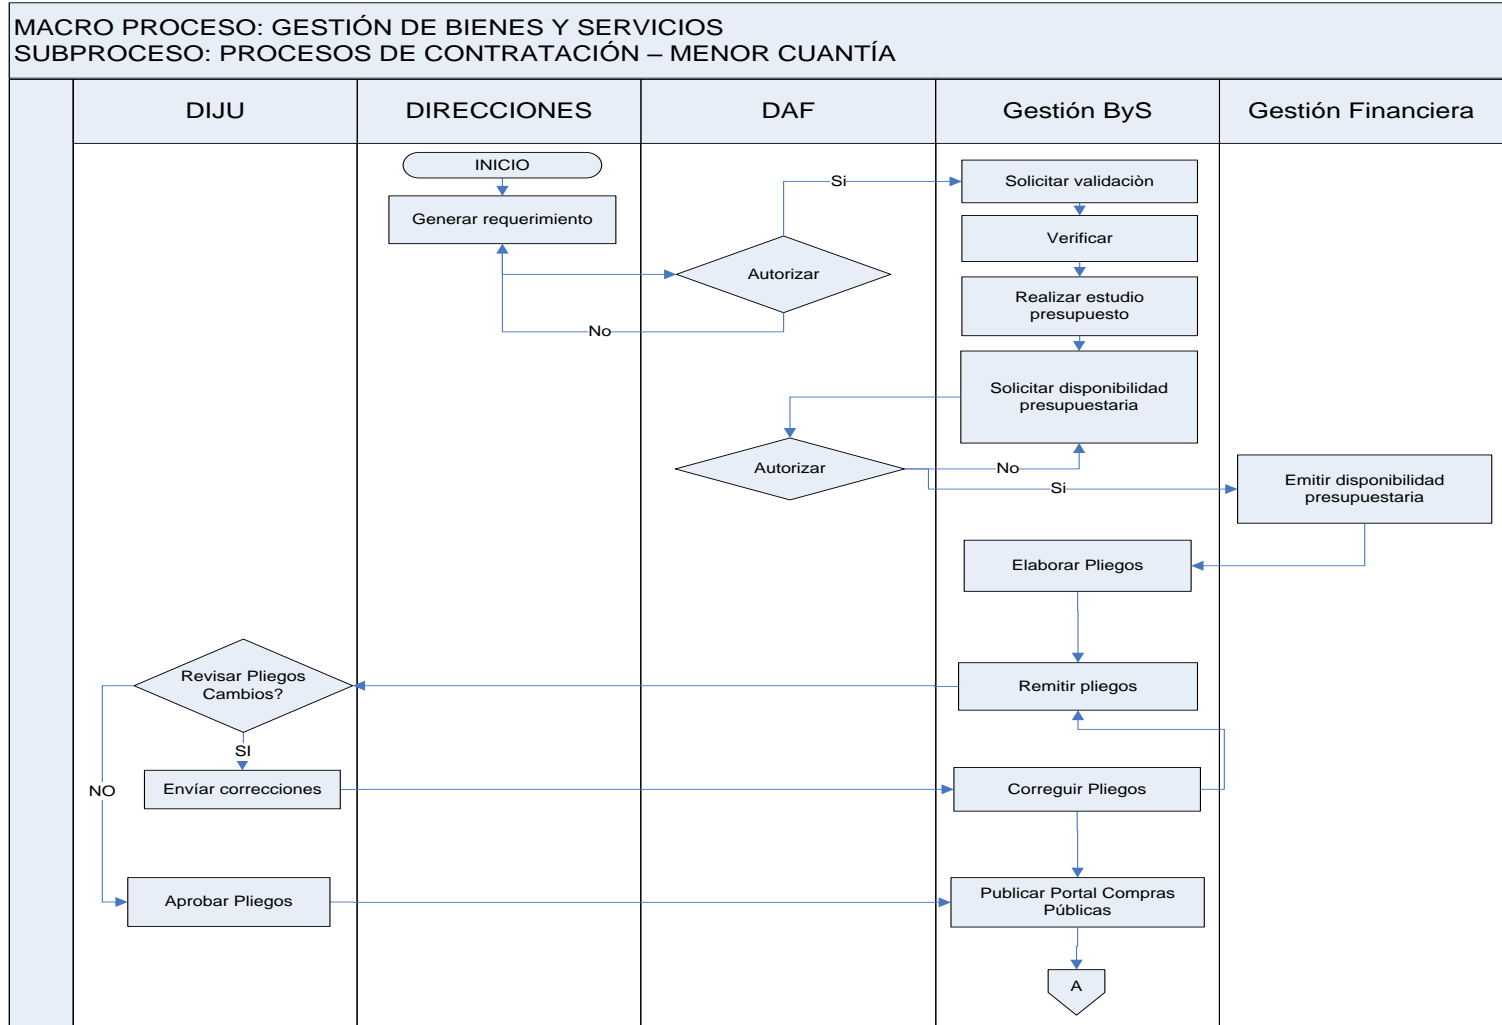 MACRO PROCESO: GESTIÓN DE BIENES Y SERVICIOS
SUBPROCESO: PROCESOS DE CONTRATACIÓN – MENOR CUANTÍA
DIJU
DIRECCIONES
DAF
Gestión ByS
Gestión Financiera
INICIO
Generar requerimiento
Si
Solicitar validaciòn
Verificar
Autorizar
No
Realizar estudio
presupuesto
Solicitar disponibilidad
presupuestaria
Autorizar
No
Si
Emitir disponibilidad
presupuestaria
Elaborar Pliegos
Revisar Pliegos
Cambios?
Remitir pliegos
SI
NO
Envíar correcciones
Correguir Pliegos
Aprobar Pliegos
Publicar Portal Compras
Públicas
A